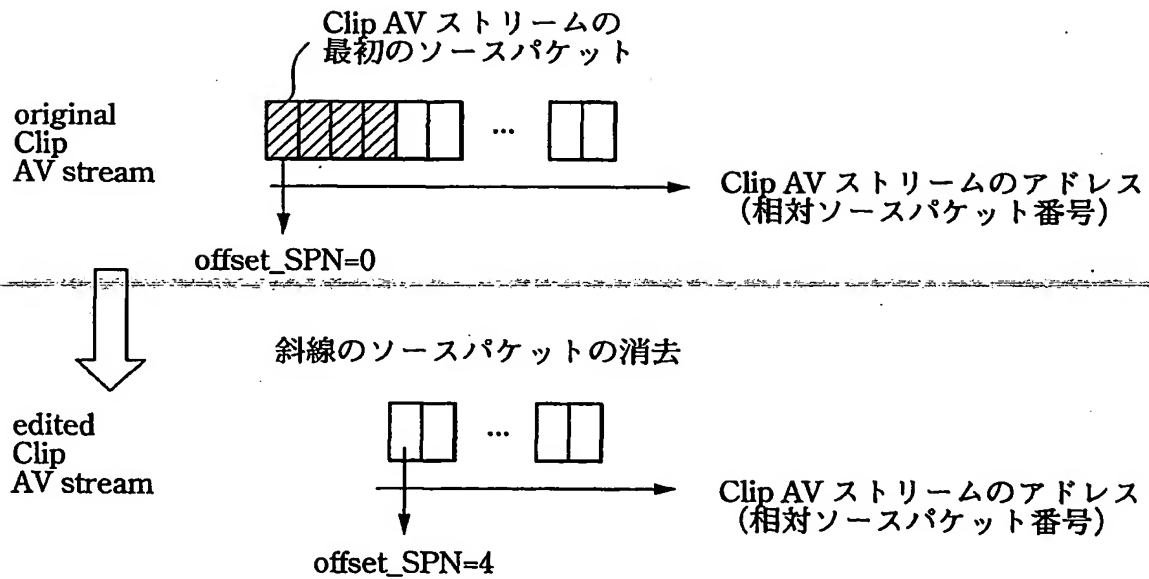 Clip AV ストリームの
最初のソースパケット
original
Clip
AV stream
...
Clip AV ストリームのアドレス
(相対ソースパケット番号)
offset_SPN=0
斜線のソースパケットの消去
edited
Clip
AV stream
...
Clip AV ストリームのアドレス
(相対ソースパケット番号)
offset_SPN=4